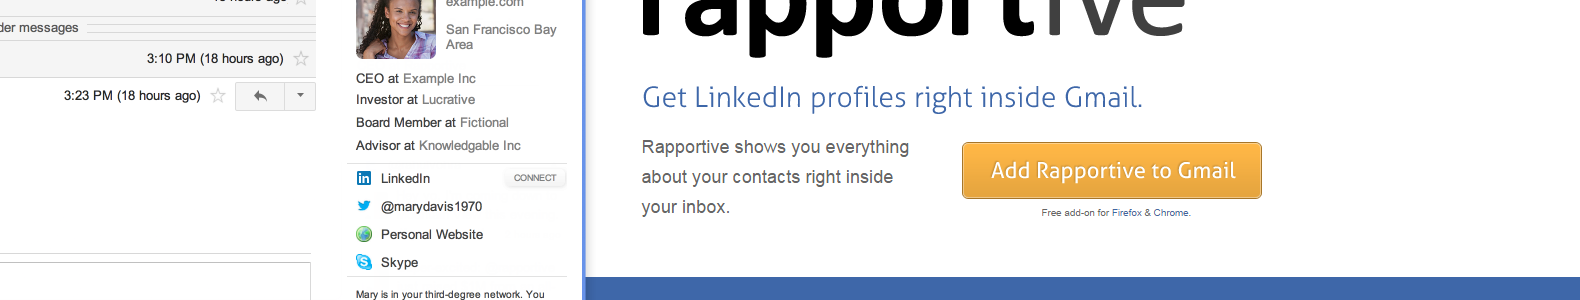 18 hours ago
example.com
rapportive
der messages
San Francisco Bay
Area
3:10 PM (18 hours ago)
CEO at Example Inc
3:23 PM (18 hours ago)
Investor at Lucrative
Board Member at Fictional
Advisor at Knowledgable Inc
LinkedIn
CONNECT
@marydavis1970
Personal Website
Skype
Mary is in your third-degree network. You
Get LinkedIn profiles right inside Gmail.
Rapportive shows you everything
about your contacts right inside
your inbox.
Add Rapportive to Gmail
Free add-on for Firefox & Chrome.